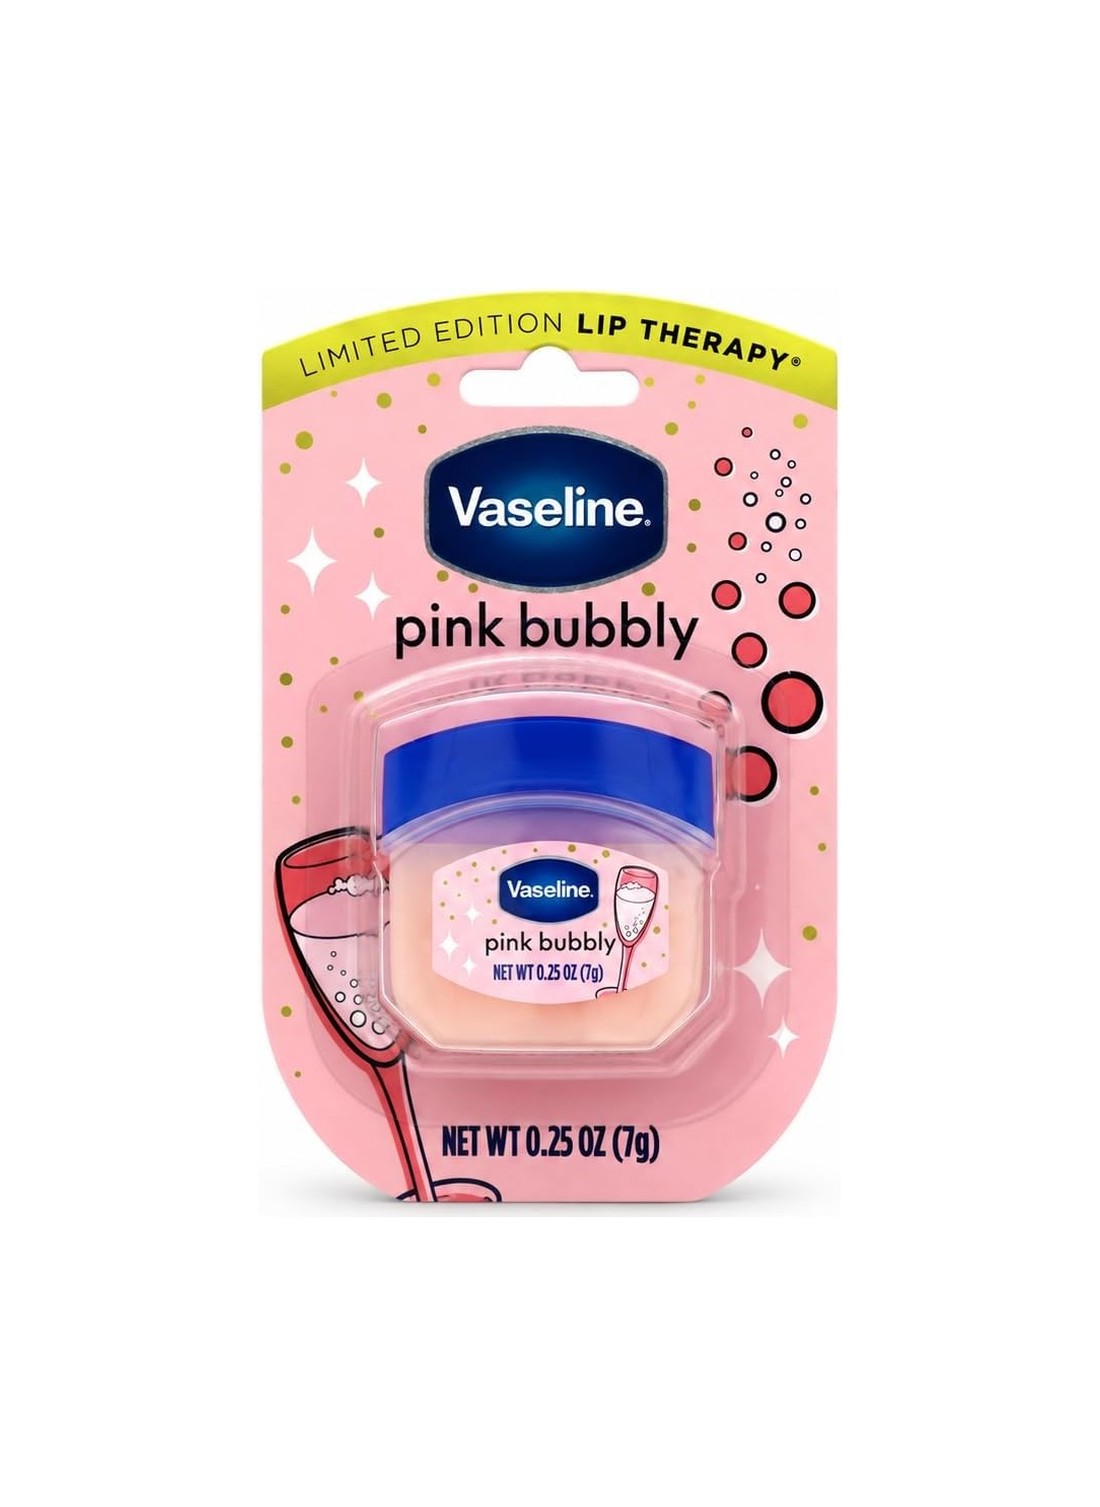 LIMITED EDITION LIP THERAPY®
Vaseline®
pink bubbly
Vaseline.
pink bubbly
NET WT 0.25 OZ (7g)
NET WT 0.25 OZ (7g)